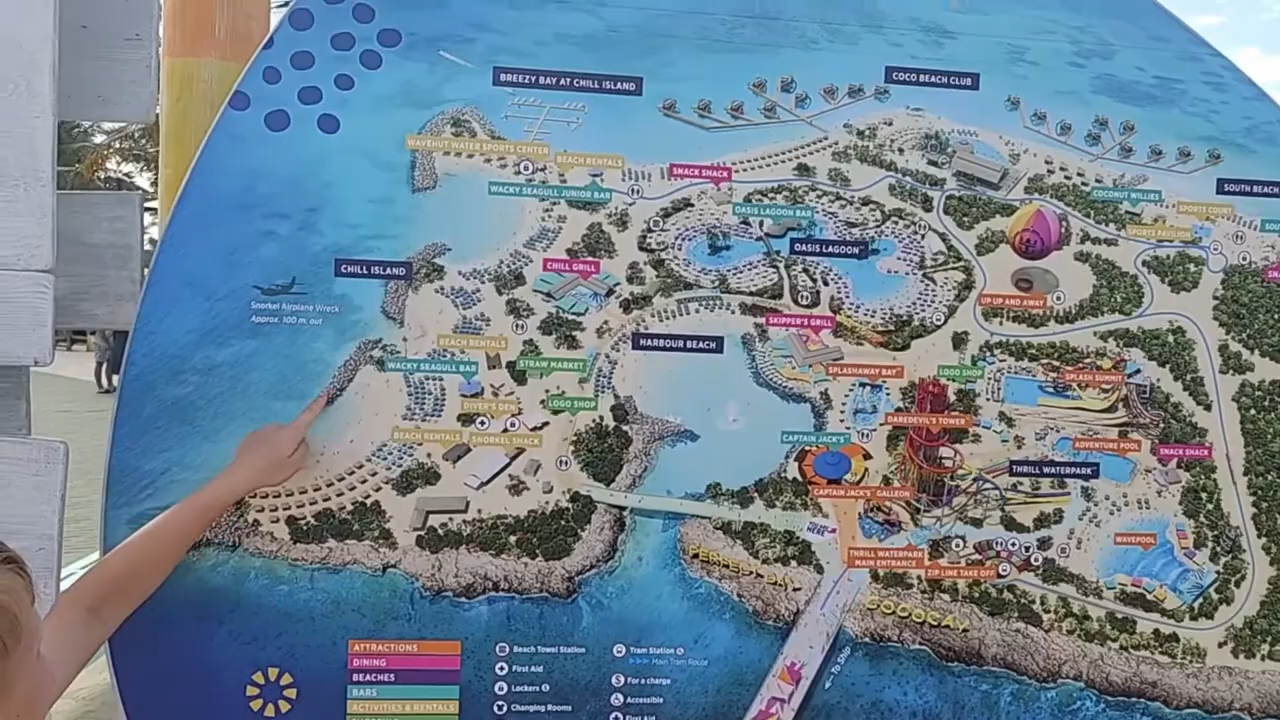 BREEZY BAY AT CHILL ISLAND
COCO BEACH CLUB
WAVEHUT WATER SPORTS CENTER
BEACH RENTALS
SNACK SHACK
WACKY SEAGULL JUNIOR BAR
COCONUT WILLIES
SOUTH BEACH
SPORTS COURT
SPORTS PAVILION
OASIS LAGOON BAR
OASIS LAGOON
CHILL ISLAND
CHILL GRILL
Snorkel Airplane Wreck
Approx. 100 m. out
UP UP AND AWAY
SKIPPER'S GRILL
BEACH RENTALS
HARBOUR BEACH
WACKY SEAGULL BAR
STRAW MARKET
SPLASHAWAY BAY
LOGO SHOP
SPLASH SUMMIT
DIVER'S DEN
LOGO SHOP
DAREDEVIL'S TOWER
BEACH RENTALS
SNORKEL SHACK
CAPTAIN JACK'S
ADVENTURE POOL
SNACK SHACK
THRILL WATERPARK
CAPTAIN JACK'S GALLEON
YOU ARE
HERE
WAVEPOOL
PERFECT DAY
THRILL WATERPARK
MAIN ENTRANCE
ZIP LINE TAKE OFF
COCOCAY
To Ship
ATTRACTIONS
DINING
BEACHES
BARS
ACTIVITIES & RENTALS
Beach Towel Station
First Aid
Lockers
Changing Rooms
Tram Station
Main Tram Route
For a charge
Accessible
First Aid